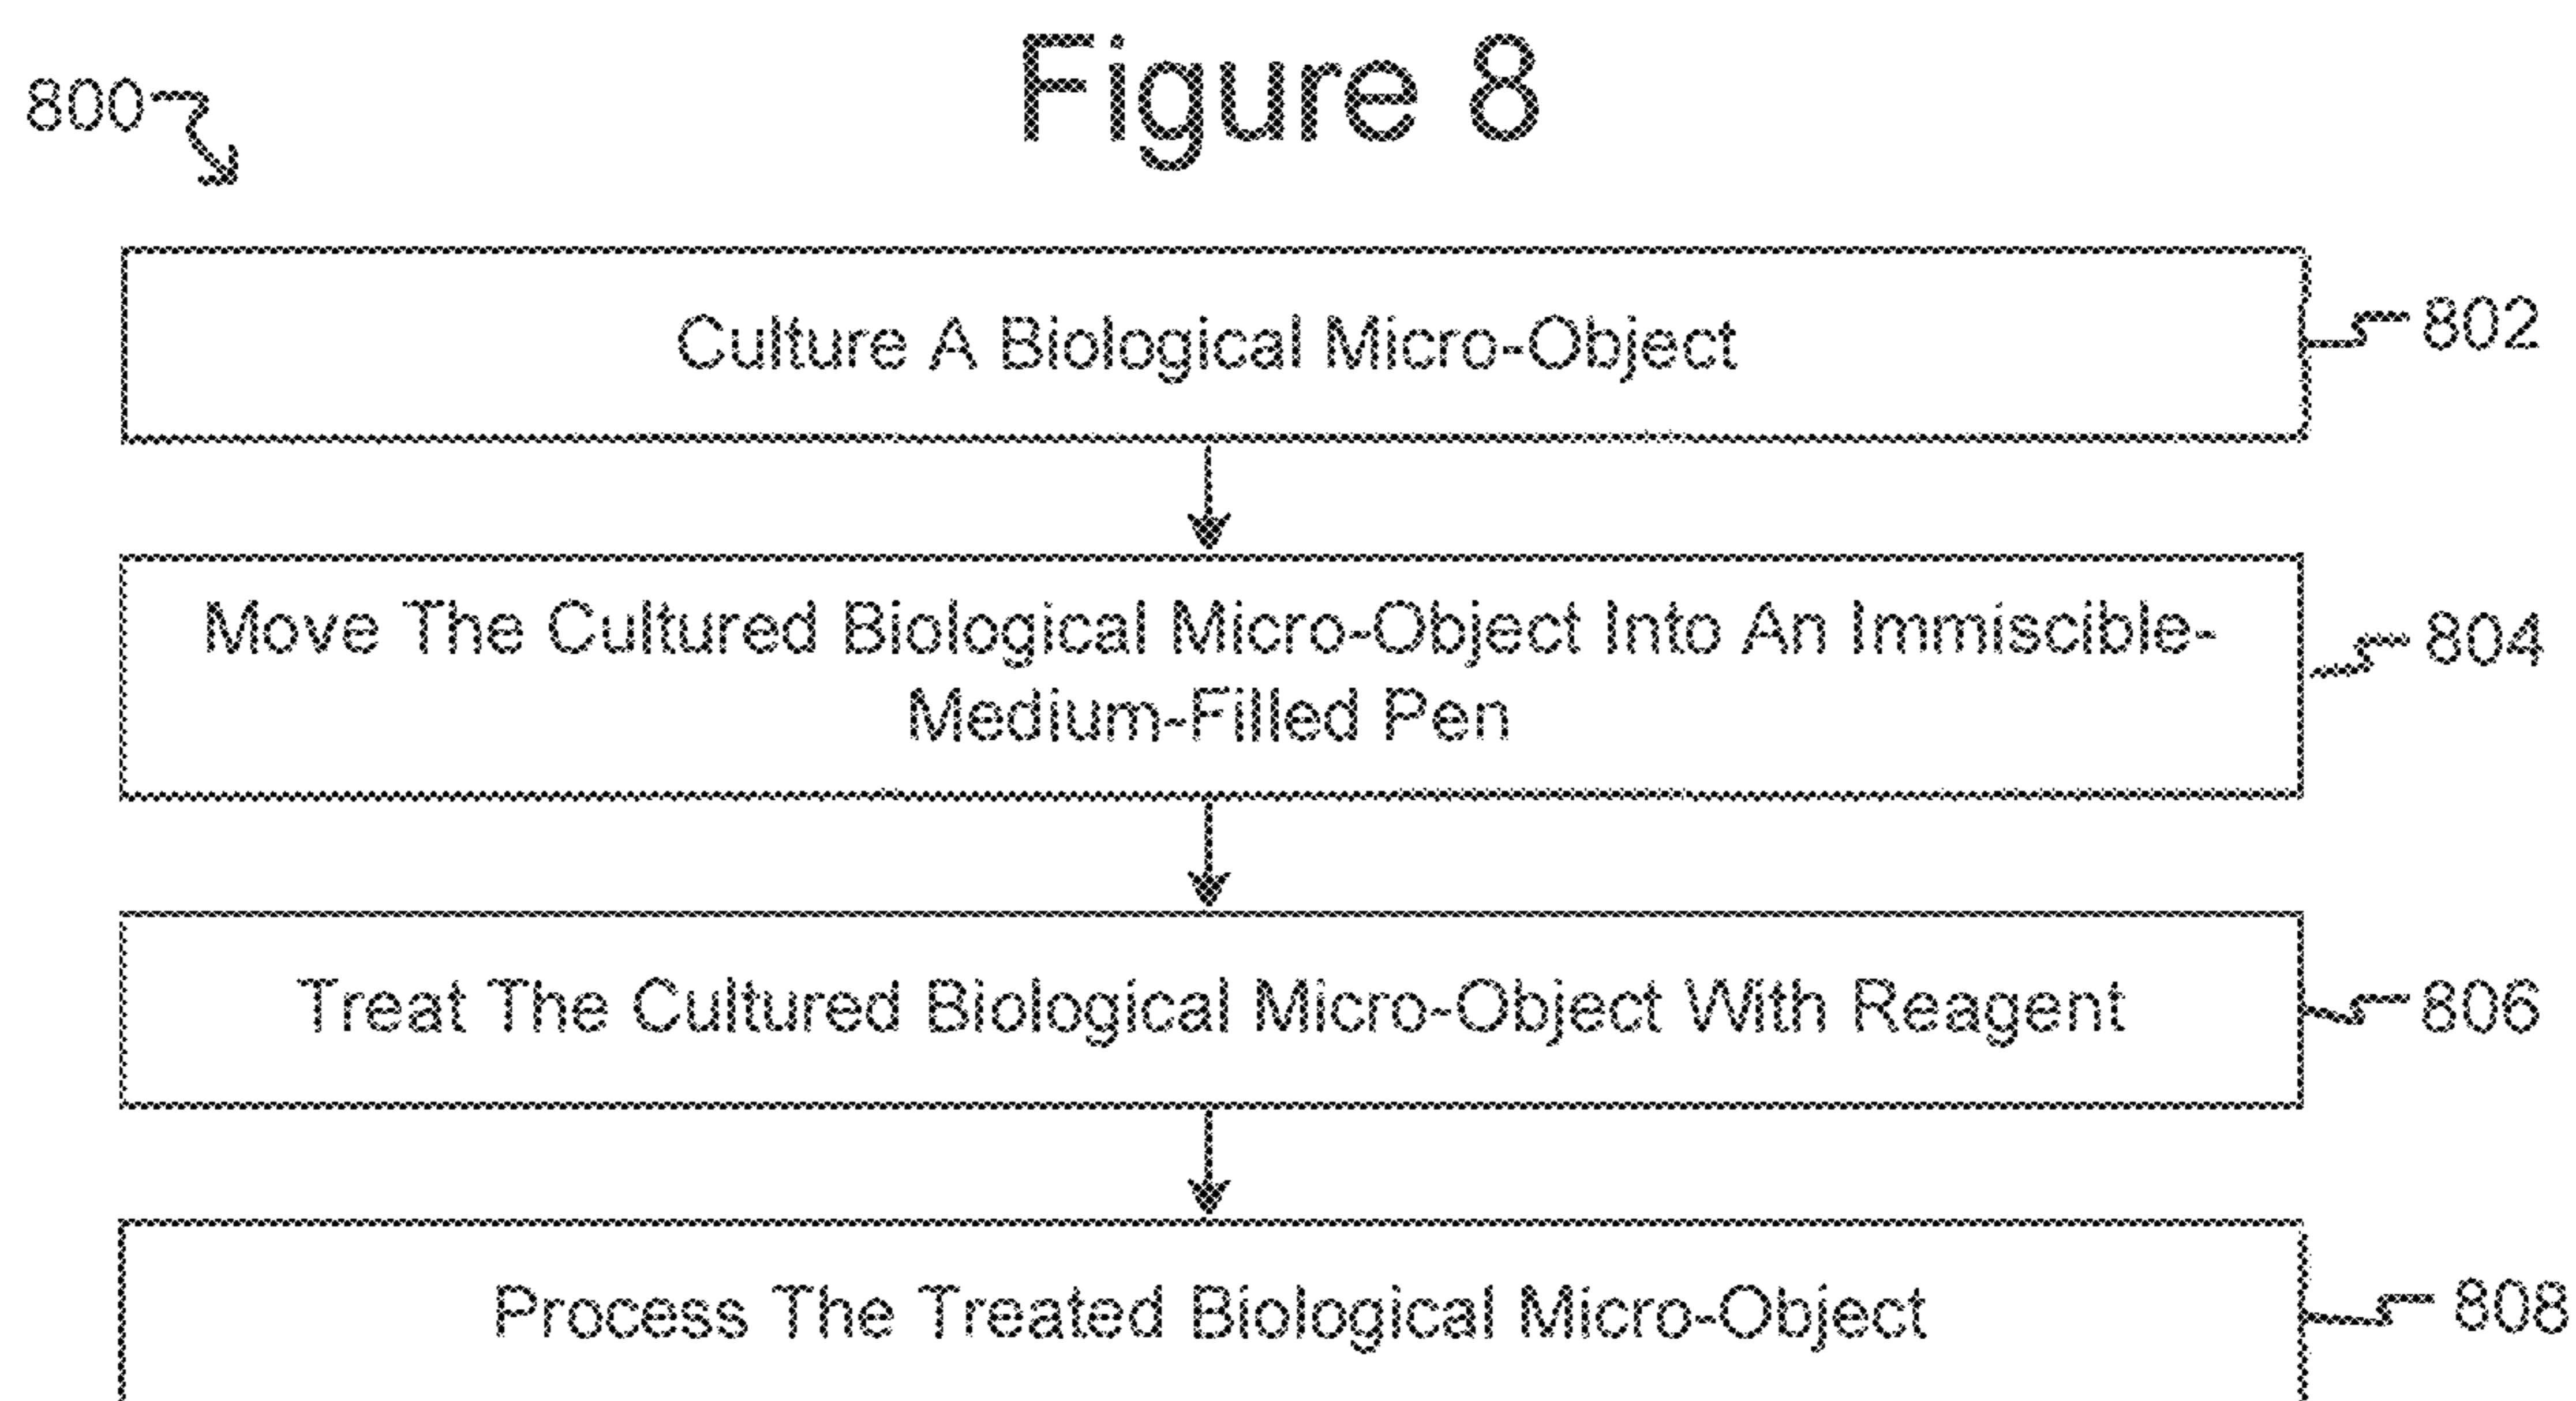 Figure 8
800
Culture A Biological Micro-Object
802
Move The Cultured Biological Micro-Object Into An Immiscible-
Medium-Filled Pen
804
Treat The Cultured Biological Micro-Object With Reagent
806
Process The Treated Biological Micro-Object
808